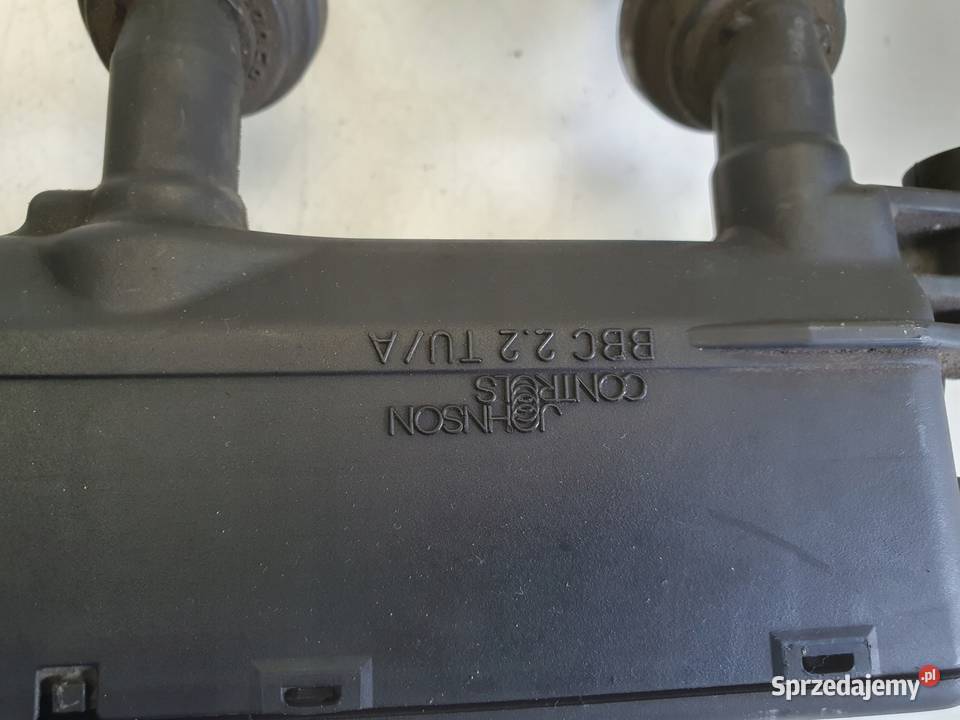 JOHNSON
CONTROLS
BBC 2.2 TU/A
Sprzedajemy.pl